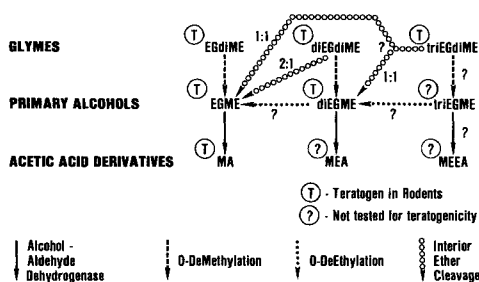 GLYMES
T EGdiME T diEGdiME T triEGdiME
1:1
2:1
?
1:1
?
PRIMARY ALCOHOLS
T EGME T diEGME ? triEGME
? ?
?
ACETIC ACID DERIVATIVES
T MA ? MEA ? MEEA
T - Teratogen in Rodents
? - Not tested for teratogenicity
Alcohol -
Aldehyde
Dehydrogenase
O-DeMethylation
O-DeEthylation
Interior
Ether
Cleavage